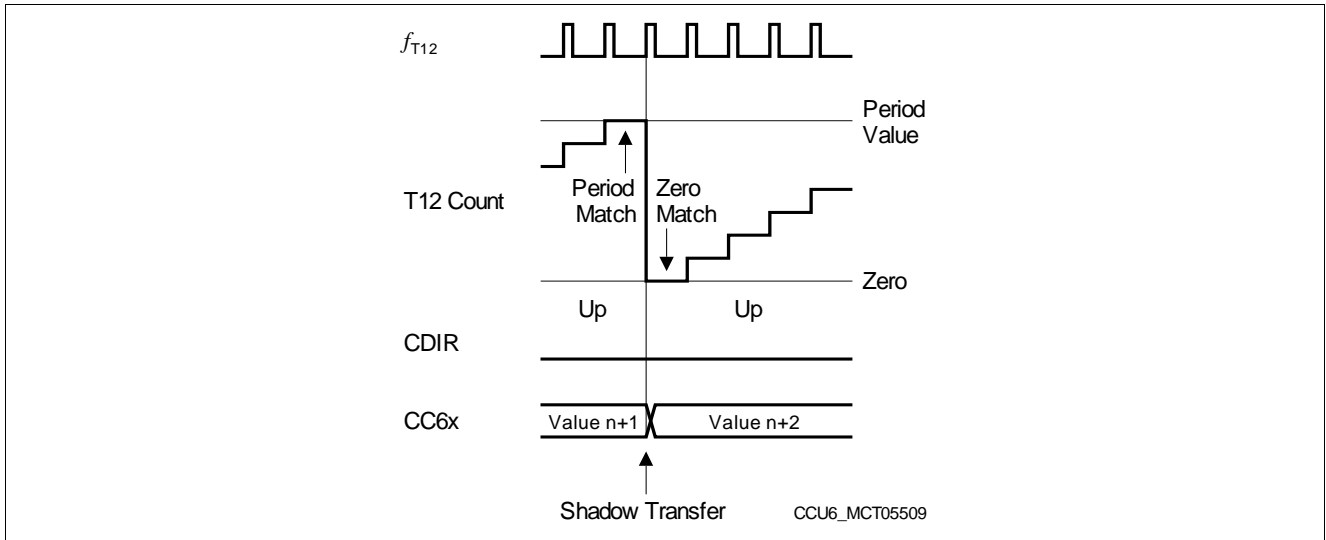 fT12
Period
Value
T12 Count
Period
Match
Zero
Match
Zero
Up
Up
CDIR
CC6x
Value n+1
Value n+2
Shadow Transfer
CCU6_MCT05509